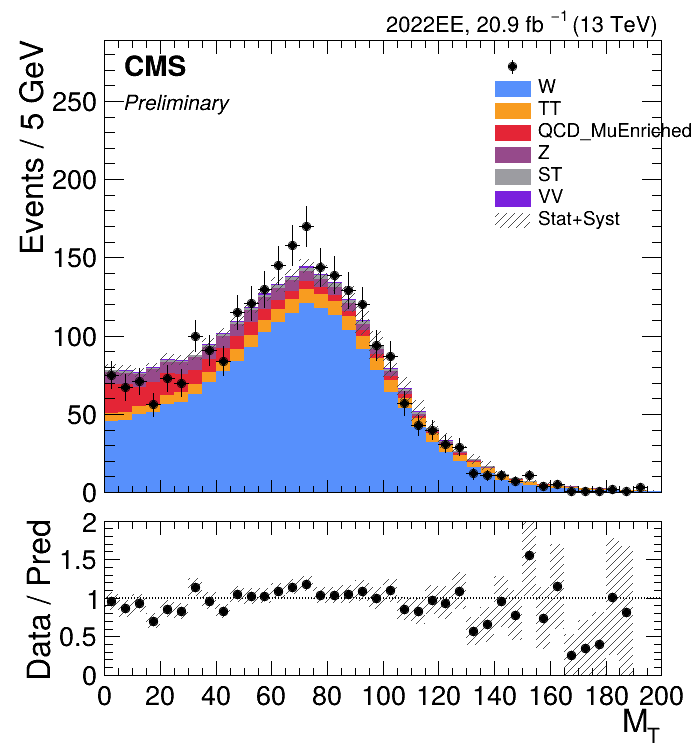 2022EE, 20.9 fb⁻¹ (13 TeV)
CMS
Preliminary
W
TT
QCD_MuEnriched
Z
ST
VV
Stat+Syst
Events / 5 GeV
250
200
150
100
50
0
Data / Pred
2
1.5
1
0.5
0
0 20 40 60 80 100 120 140 160 180 200
M_T